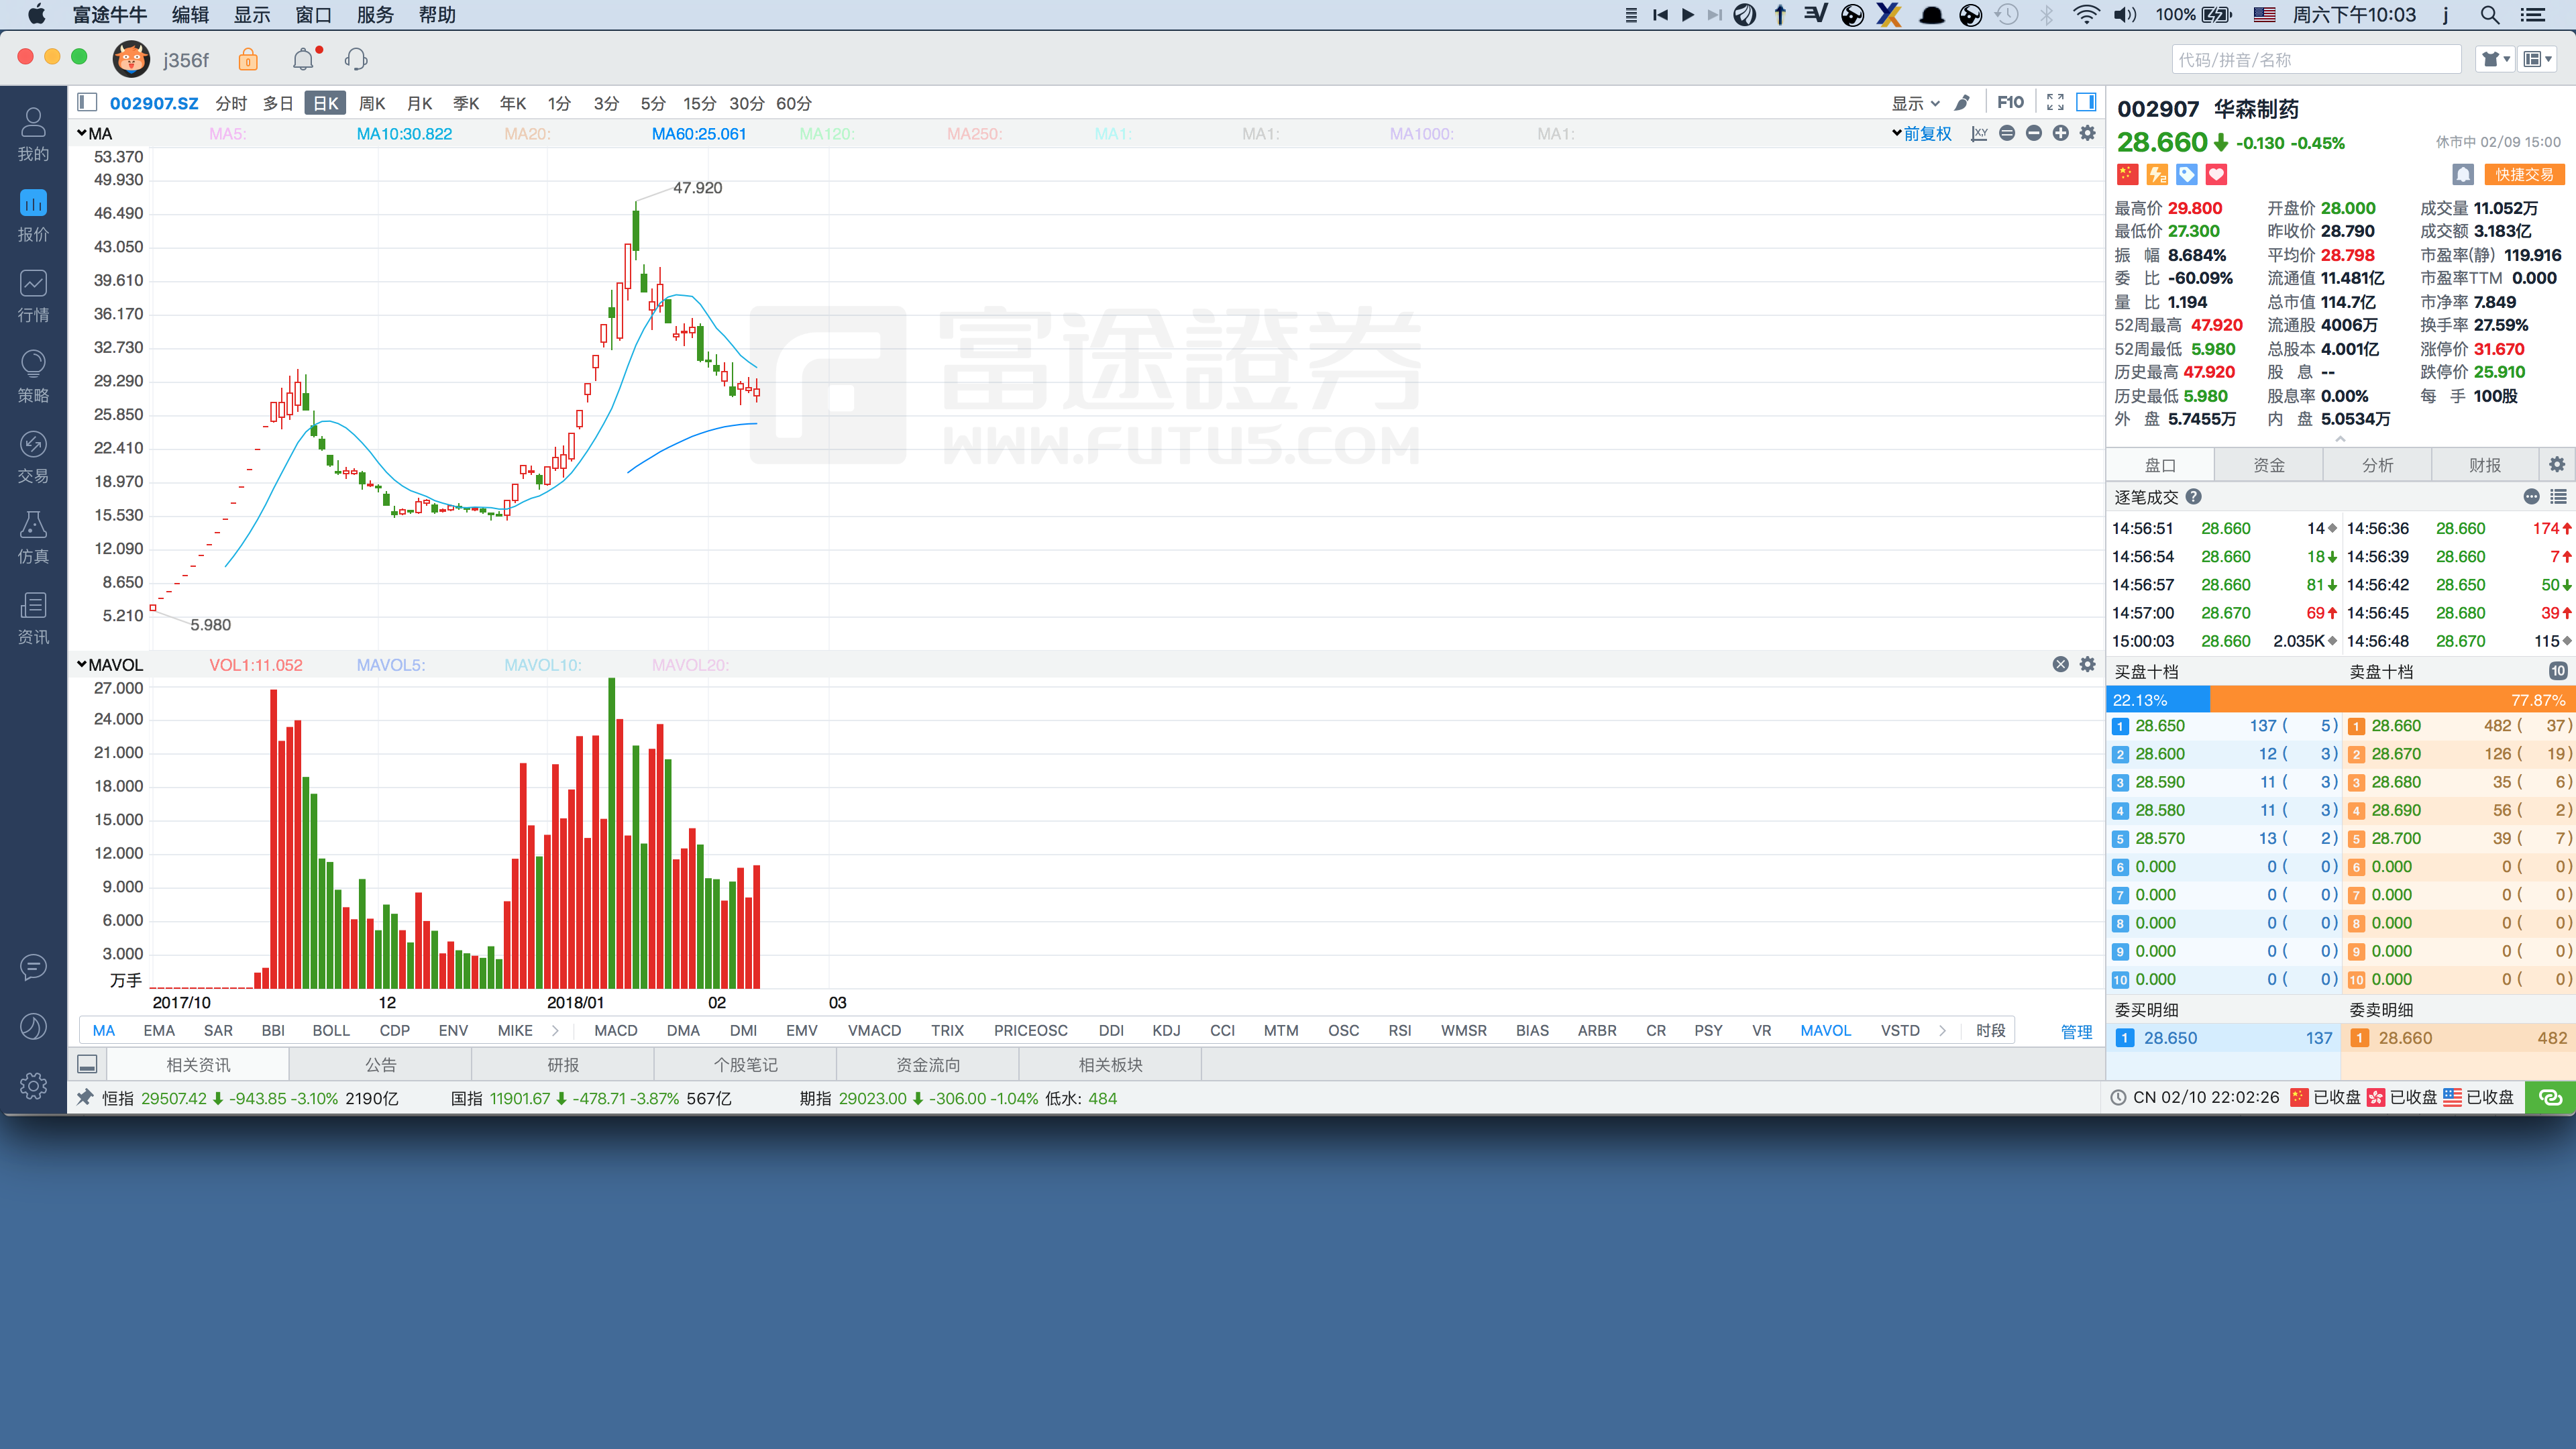 富途牛牛 编辑 显示 窗口 服务 帮助 100% 周六下午10:03 j
j356f 代码/拼音/名称
我的
报价
行情
策略
交易
仿真
资讯
002907.SZ 分时 多日 日K 周K 月K 季K 年K 1分 3分 5分 15分 30分 60分 显示 F10
MA MA5: MA10:30.822 MA20: MA60:25.061 MA120: MA250: MA1: MA1: MA1000: MA1: 前复权
53.370
49.930
46.490
43.050
39.610
36.170
32.730
29.290
25.850
22.410
18.970
15.530
12.090
8.650
5.210
47.920
5.980
富途證券
WWW.FUTU5.COM
MAVOL VOL1:11.052 MAVOL5: MAVOL10: MAVOL20:
27.000
24.000
21.000
18.000
15.000
12.000
9.000
6.000
3.000
万手
2017/10 12 2018/01 02 03
MA EMA SAR BBI BOLL CDP ENV MIKE MACD DMA DMI EMV VMACD TRIX PRICEOSC DDI KDJ CCI MTM OSC RSI WMSR BIAS ARBR CR PSY VR MAVOL VSTD 时段 管理
相关资讯 公告 研报 个股笔记 资金流向 相关板块
恒指 29507.42 -943.85 -3.10% 2190亿 国指 11901.67 -478.71 -3.87% 567亿 期指 29023.00 -306.00 -1.04% 低水: 484
002907 华森制药
28.660 -0.130 -0.45% 休市中 02/09 15:00
快捷交易
最高价 29.800 开盘价 28.000 成交量 11.052万
最低价 27.300 昨收价 28.790 成交额 3.183亿
振 幅 8.684% 平均价 28.798 市盈率(静) 119.916
委 比 -60.09% 流通值 11.481亿 市盈率TTM 0.000
量 比 1.194 总市值 114.7亿 市净率 7.849
52周最高 47.920 流通股 4006万 换手率 27.59%
52周最低 5.980 总股本 4.001亿 涨停价 31.670
历史最高 47.920 股 息 -- 跌停价 25.910
历史最低 5.980 股息率 0.00% 每 手 100股
外 盘 5.7455万 内 盘 5.0534万
盘口 资金 分析 财报
逐笔成交
14:56:51 28.660 14 14:56:36 28.660 174
14:56:54 28.660 18 14:56:39 28.660 7
14:56:57 28.660 81 14:56:42 28.650 50
14:57:00 28.670 69 14:56:45 28.680 39
15:00:03 28.660 2.035K 14:56:48 28.670 115
买盘十档 卖盘十档 10
22.13% 77.87%
1 28.650 137 ( 5) 1 28.660 482 ( 37)
2 28.600 12 ( 3) 2 28.670 126 ( 19)
3 28.590 11 ( 3) 3 28.680 35 ( 6)
4 28.580 11 ( 3) 4 28.690 56 ( 2)
5 28.570 13 ( 2) 5 28.700 39 ( 7)
6 0.000 0 ( 0) 6 0.000 0 ( 0)
7 0.000 0 ( 0) 7 0.000 0 ( 0)
8 0.000 0 ( 0) 8 0.000 0 ( 0)
9 0.000 0 ( 0) 9 0.000 0 ( 0)
10 0.000 0 ( 0) 10 0.000 0 ( 0)
委买明细 委卖明细
1 28.650 137 1 28.660 482
CN 02/10 22:02:26 已收盘 已收盘 已收盘